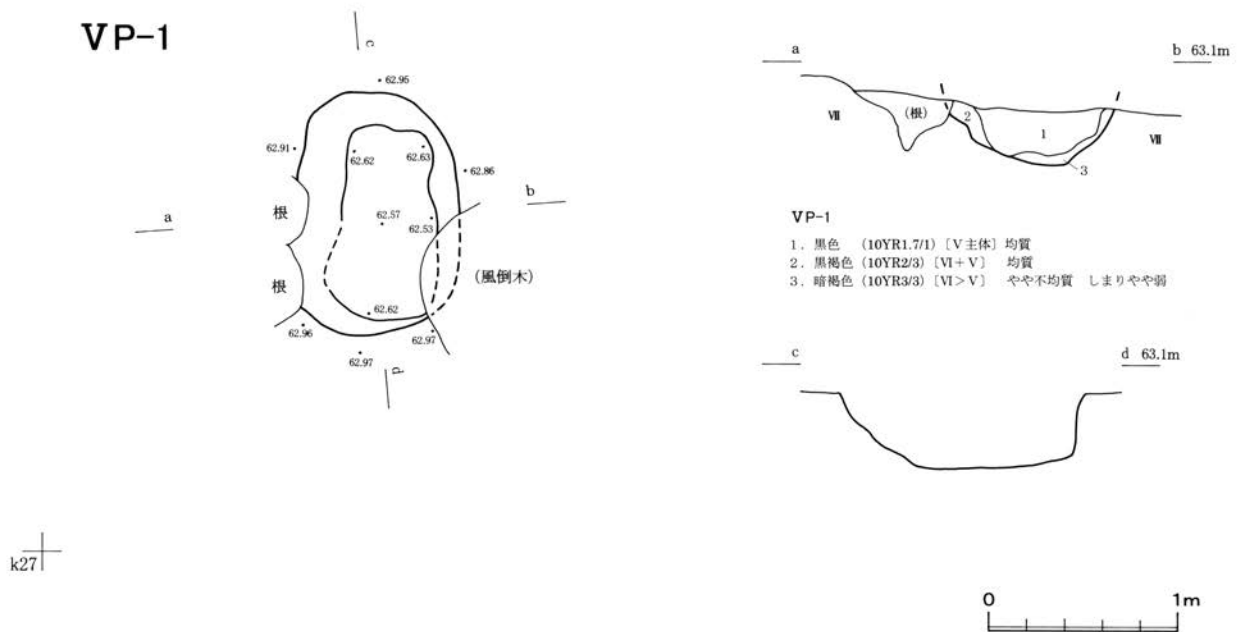 ⅤP-1
c
62.95
62.91
62.62
62.63
62.86
a
b
根
62.57
62.53
根
(風倒木)
62.62
62.96
62.97
62.97
d
k27
a
b 63.1m
Ⅶ
(根)
2
1
3
Ⅶ
ⅤP-1
1. 黒色 (10YR1.7/1) [Ⅴ主体] 均質
2. 黒褐色 (10YR2/3) [Ⅵ+Ⅴ] 均質
3. 暗褐色 (10YR3/3) [Ⅵ>Ⅴ] やや不均質 しまりやや弱
c
d 63.1m
0 1m